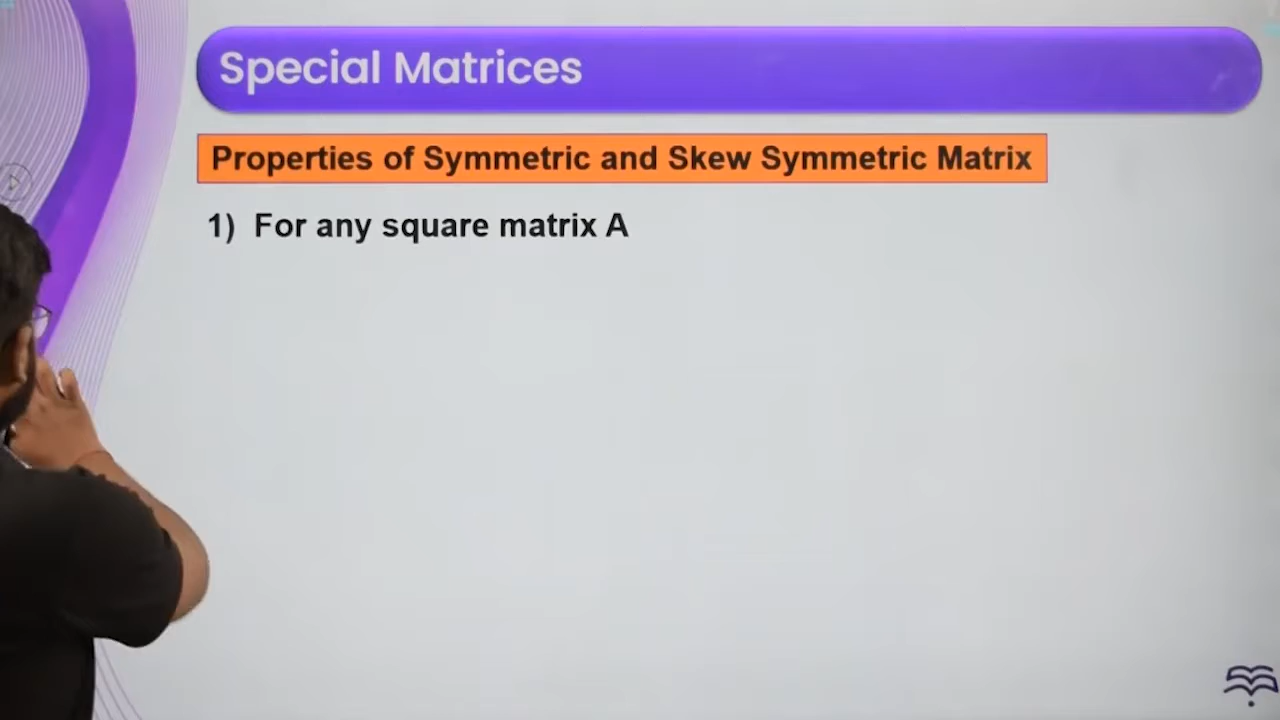 Special Matrices
Properties of Symmetric and Skew Symmetric Matrix
1) For any square matrix A